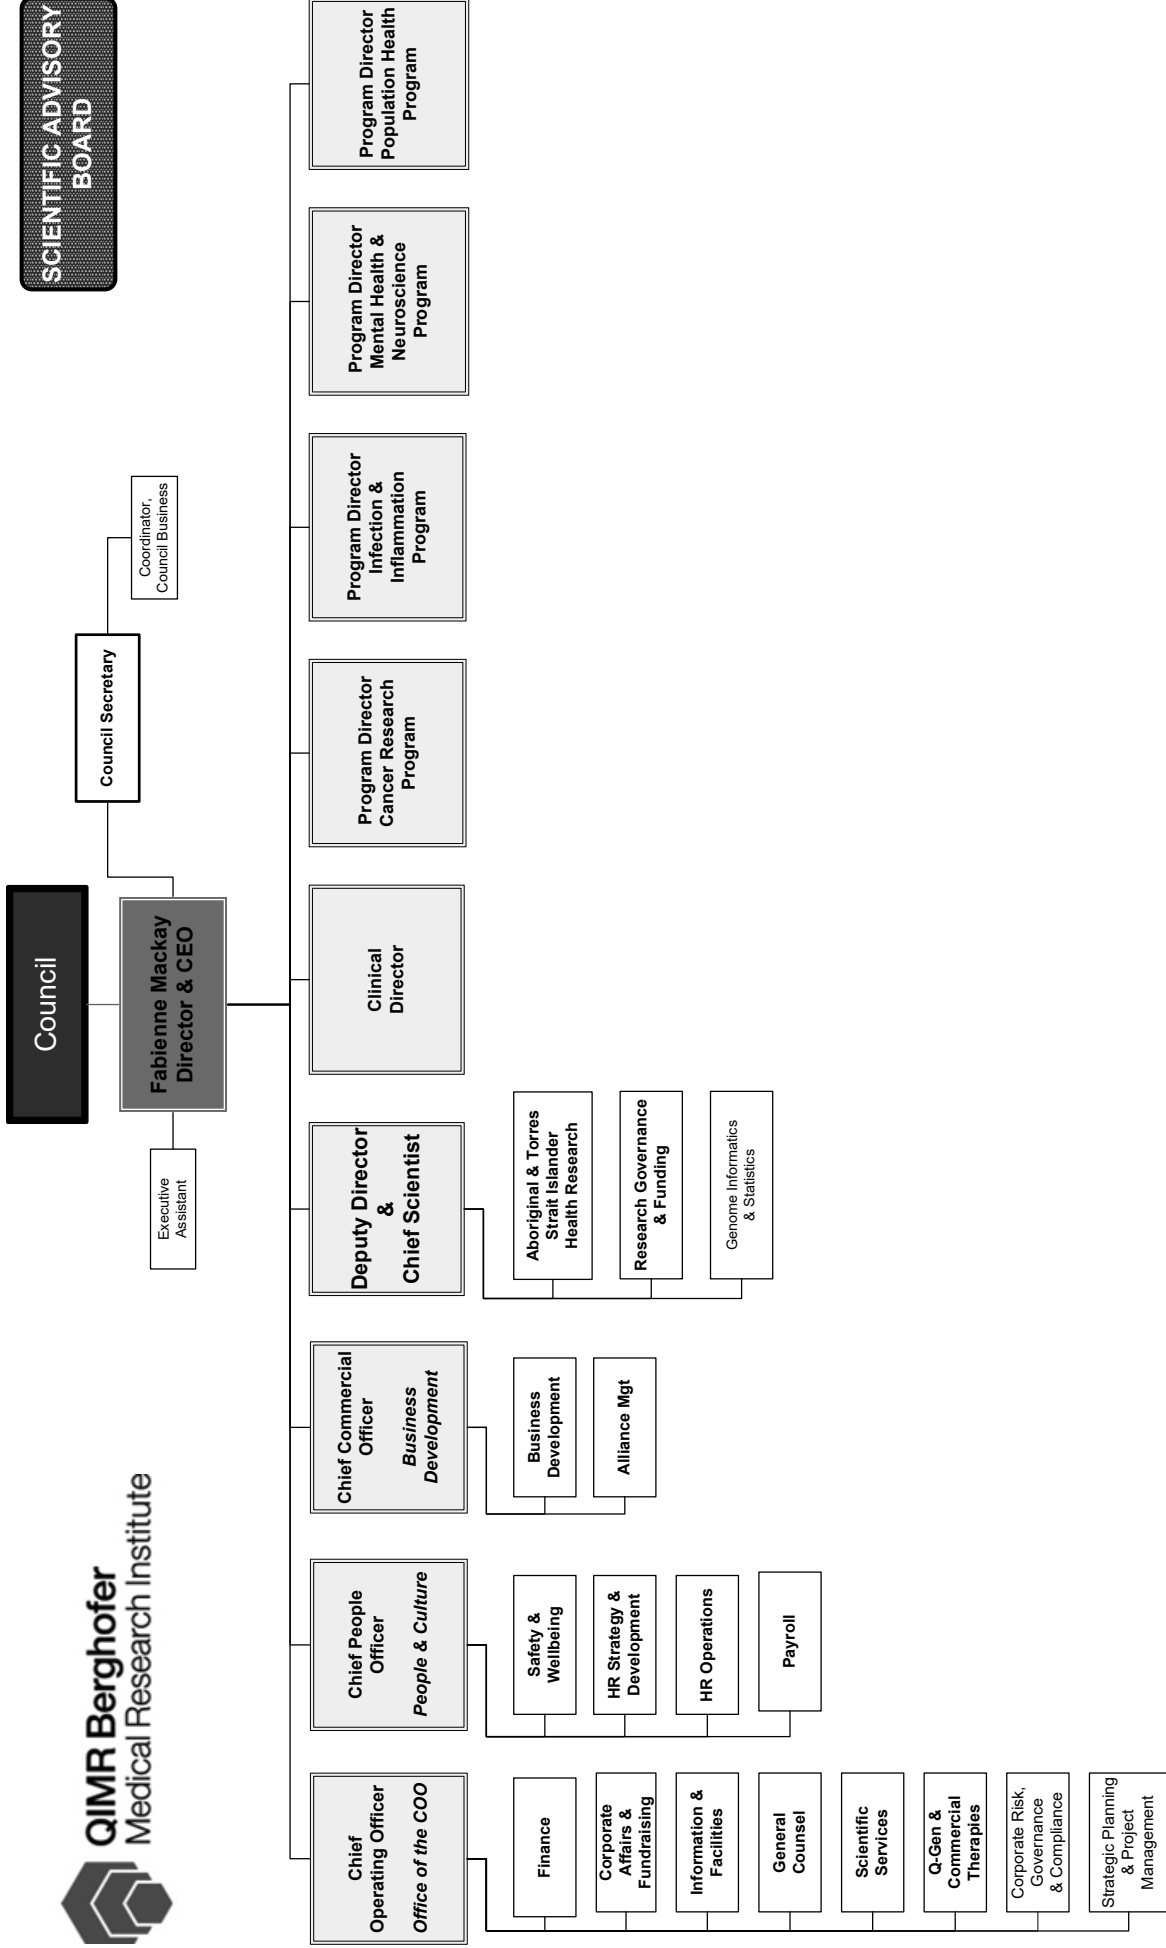 QIMR Berghofer
Medical Research Institute
Council
SCIENTIFIC ADVISORY
BOARD
Council Secretary
Coordinator,
Council Business
Executive
Assistant
Fabienne Mackay
Director & CEO
Chief
Operating Officer
Office of the COO
Chief People
Officer
People & Culture
Chief Commercial
Officer
Business
Development
Deputy Director
&
Chief Scientist
Clinical
Director
Program Director
Cancer Research
Program
Program Director
Infection &
Inflammation
Program
Program Director
Mental Health &
Neuroscience
Program
Program Director
Population Health
Program
Finance
Corporate
Affairs &
Fundraising
Information &
Facilities
General
Counsel
Scientific
Services
Q-Gen &
Commercial
Therapies
Corporate Risk,
Governance
& Compliance
Strategic Planning
& Project
Management
Safety &
Wellbeing
HR Strategy &
Development
HR Operations
Payroll
Business
Development
Alliance Mgt
Aboriginal & Torres
Strait Islander
Health Research
Research Governance
& Funding
Genome Informatics
& Statistics